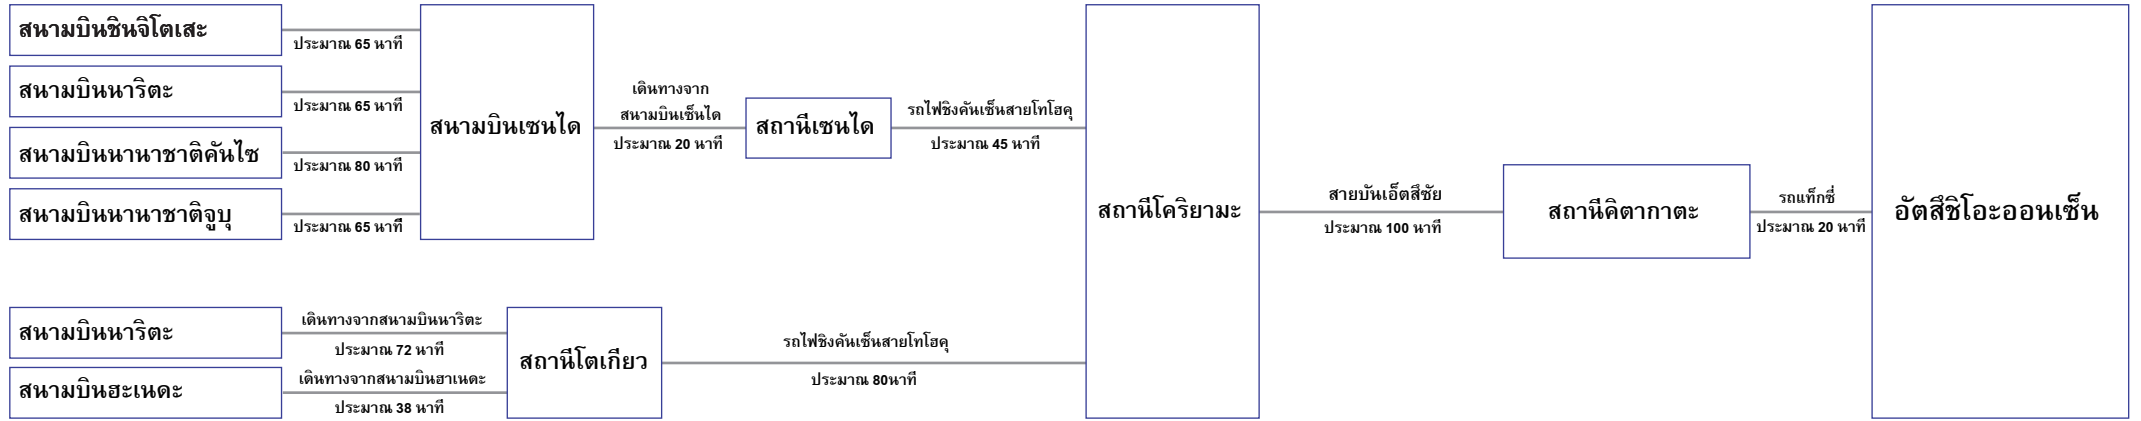 สนามบินชินจิโตเสะ
ประมาณ 65 นาที
สนามบินนาริตะ
ประมาณ 65 นาที
สนามบินนานาชาติคันไซ
ประมาณ 80 นาที
สนามบินนานาชาติจูบุ
ประมาณ 65 นาที
สนามบินเซนได
เดินทางจาก
สนามบินเซ็นได
ประมาณ 20 นาที
สถานีเซนได
รถไฟชิงคันเซ็นสายโทโฮคุ
ประมาณ 45 นาที
สนามบินนาริตะ
เดินทางจากสนามบินนาริตะ
ประมาณ 72 นาที
สนามบินฮะเนดะ
เดินทางจากสนามบินฮาเนดะ
ประมาณ 38 นาที
สถานีโตเกียว
รถไฟชิงคันเซ็นสายโทโฮคุ
ประมาณ 80นาที
สถานีโคริยามะ
สายบันเอ็ตสึซัย
ประมาณ 100 นาที
สถานีคิตากาตะ
รถแท็กซี่
ประมาณ 20 นาที
อัตสึชิโอะออนเซ็น